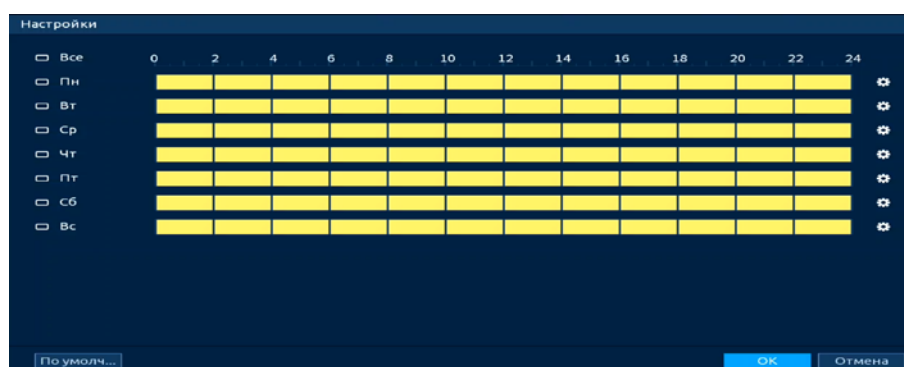 Настройки
Все 0 2 4 6 8 10 12 14 16 18 20 22 24
Пн
Вт
Ср
Чт
Пт
Сб
Вс
По умолч... ОК Отмена